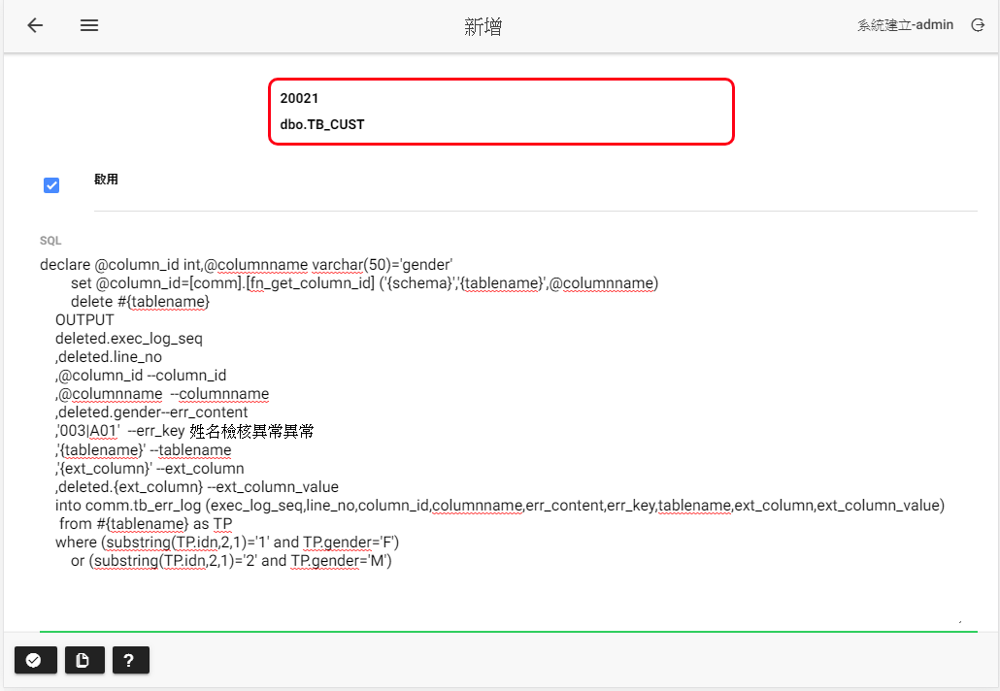 新增
系統建立-admin
20021
dbo.TB_CUST
啟用
SQL
declare @column_id int,@columnname varchar(50)='gender'
set @column_id=[comm].[fn_get_column_id] ('{schema}','{tablename}',@columnname)
delete #{tablename}
OUTPUT
deleted.exec_log_seq
,deleted.line_no
,@column_id --column_id
,@columnname  --columnname
,deleted.gender--err_content
,'003|A01'  --err_key 姓名檢核異常異常
,'{tablename}' --tablename
,'{ext_column}' --ext_column
,deleted.{ext_column} --ext_column_value
into comm.tb_err_log (exec_log_seq,line_no,column_id,columnname,err_content,err_key,tablename,ext_column,ext_column_value)
from #{tablename} as TP
where (substring(TP.idn,2,1)='1' and TP.gender='F')
or (substring(TP.idn,2,1)='2' and TP.gender='M')
?